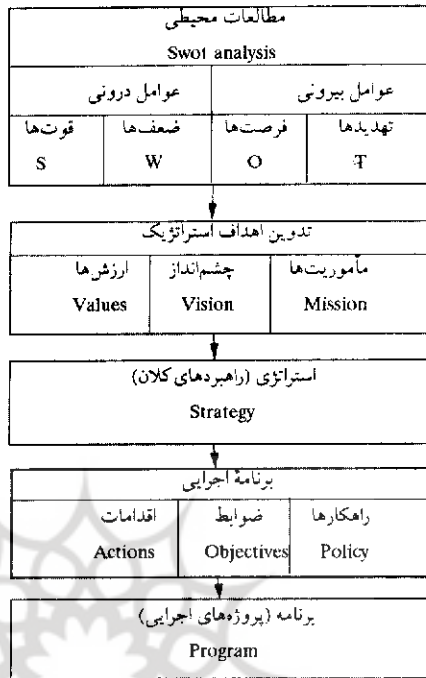 مطالعات محیطی
Swot analysis
عوامل بیرونی
عوامل درونی
تهدیدها
فرصت‌ها
ضعف‌ها
قوت‌ها
T
O
W
S
تدوین اهداف استراتژیک
مأموریت‌ها
چشم‌انداز
ارزش‌ها
Mission
Vision
Values
استراتژی (راهبردهای کلان)
Strategy
برنامهٔ اجرایی
راهکارها
ضوابط
اقدامات
Policy
Objectives
Actions
برنامه (پروژه‌های اجرایی)
Program